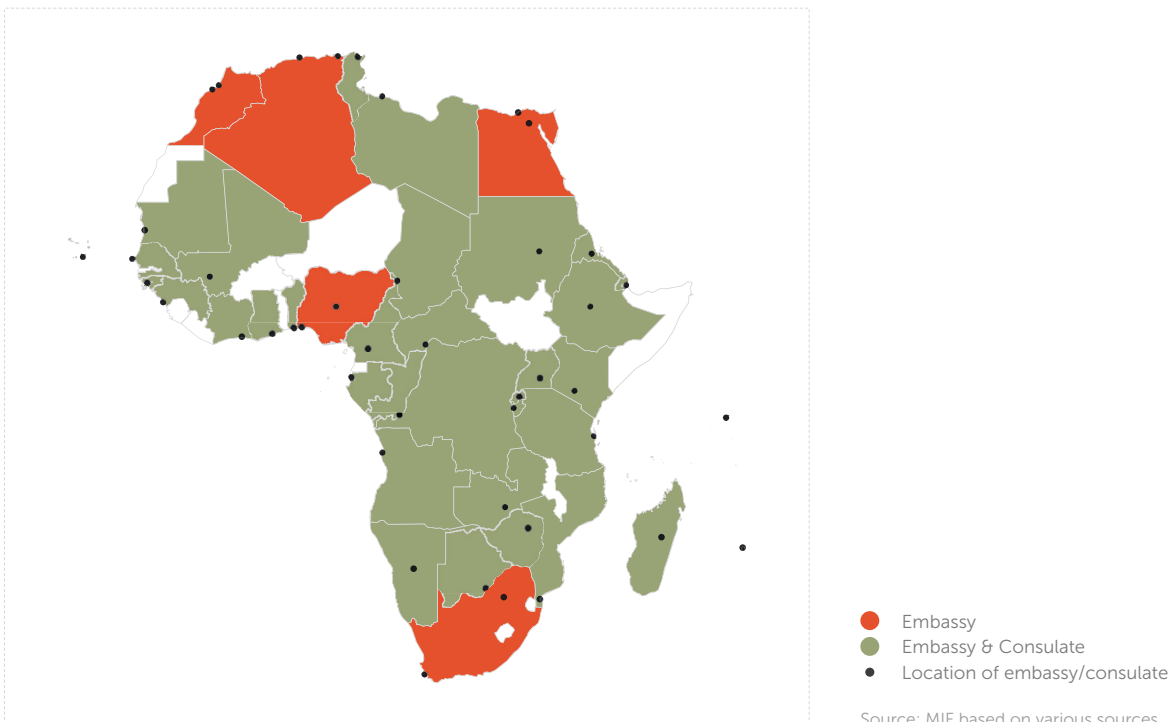 Embassy
Embassy & Consulate
Location of embassy/consulate
Source: MIF based on various sources